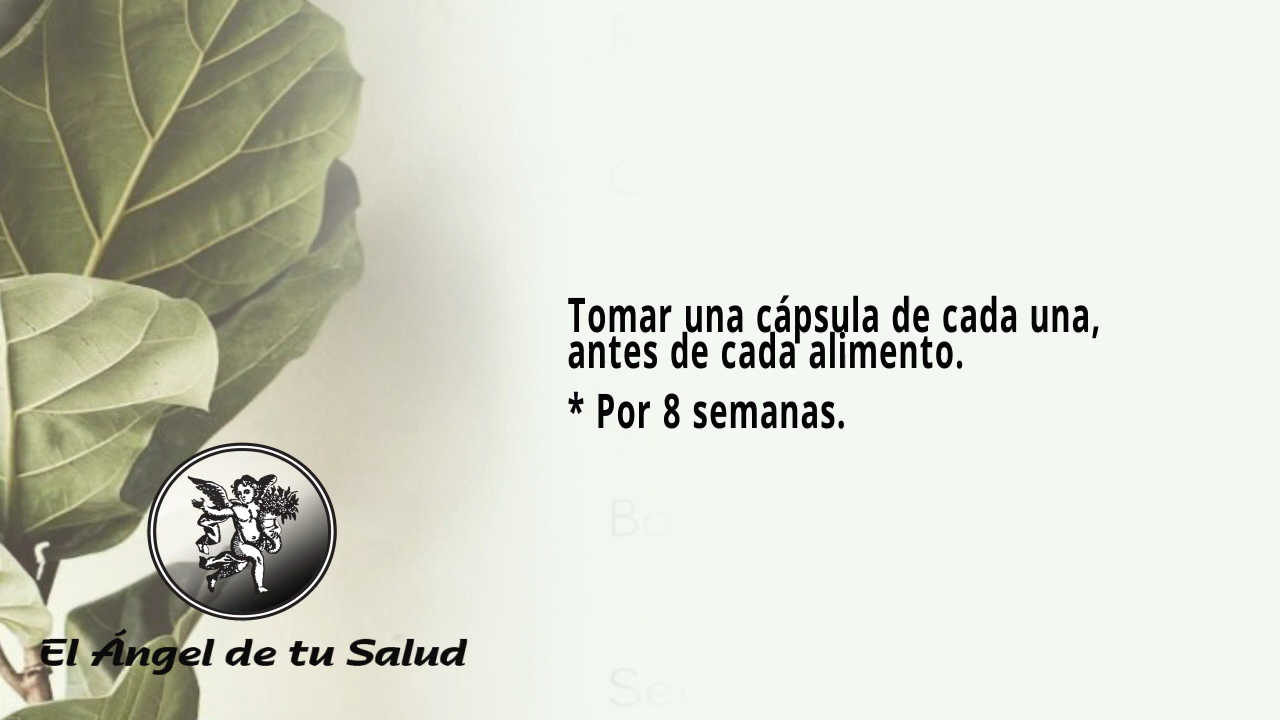 Tomar una cápsula de cada una,
antes de cada alimento.
* Por 8 semanas.
El Ángel de tu Salud